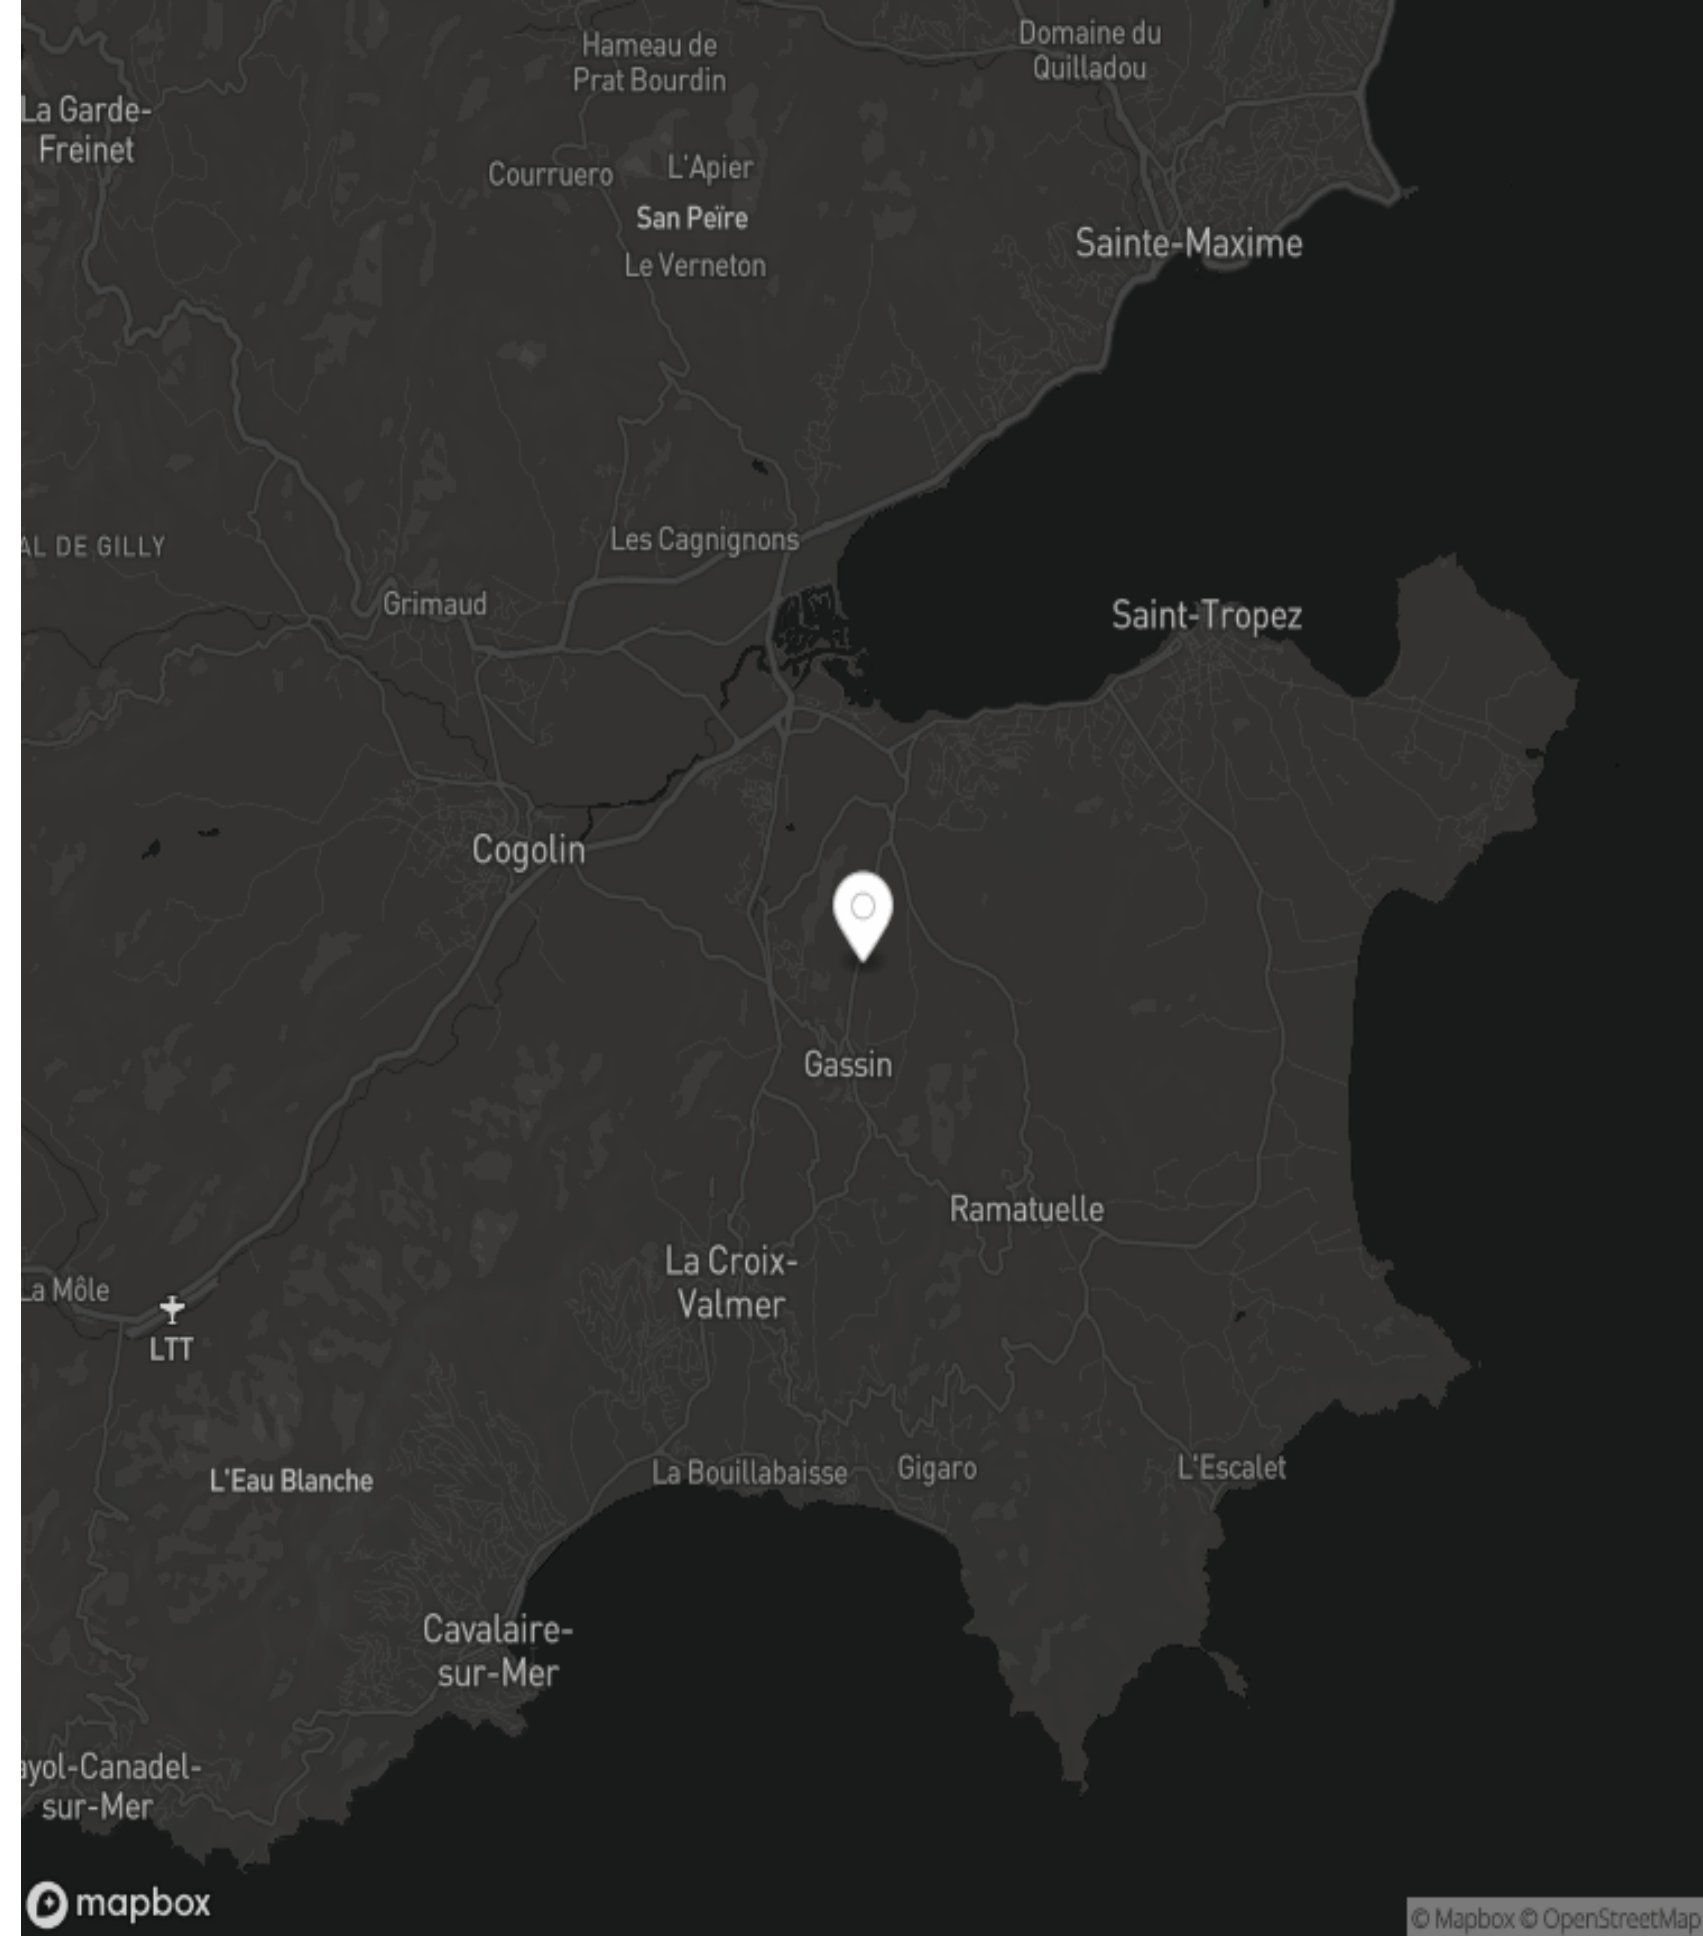 Hameau de
Prat Bourdin
Domaine du
Quilladou
La Garde-
Freinet
Courruero
L'Apier
San Peïre
Le Verneton
Sainte-Maxime
AL DE GILLY
Les Cagnignons
Grimaud
Saint-Tropez
Cogolin
Gassin
Ramatuelle
La Croix-
Valmer
La Môle
LTT
L'Eau Blanche
La Bouillabaisse
Gigaro
L'Escalet
Cavalaire-
sur-Mer
ayol-Canadel-
sur-Mer
mapbox
© Mapbox © OpenStreetMap